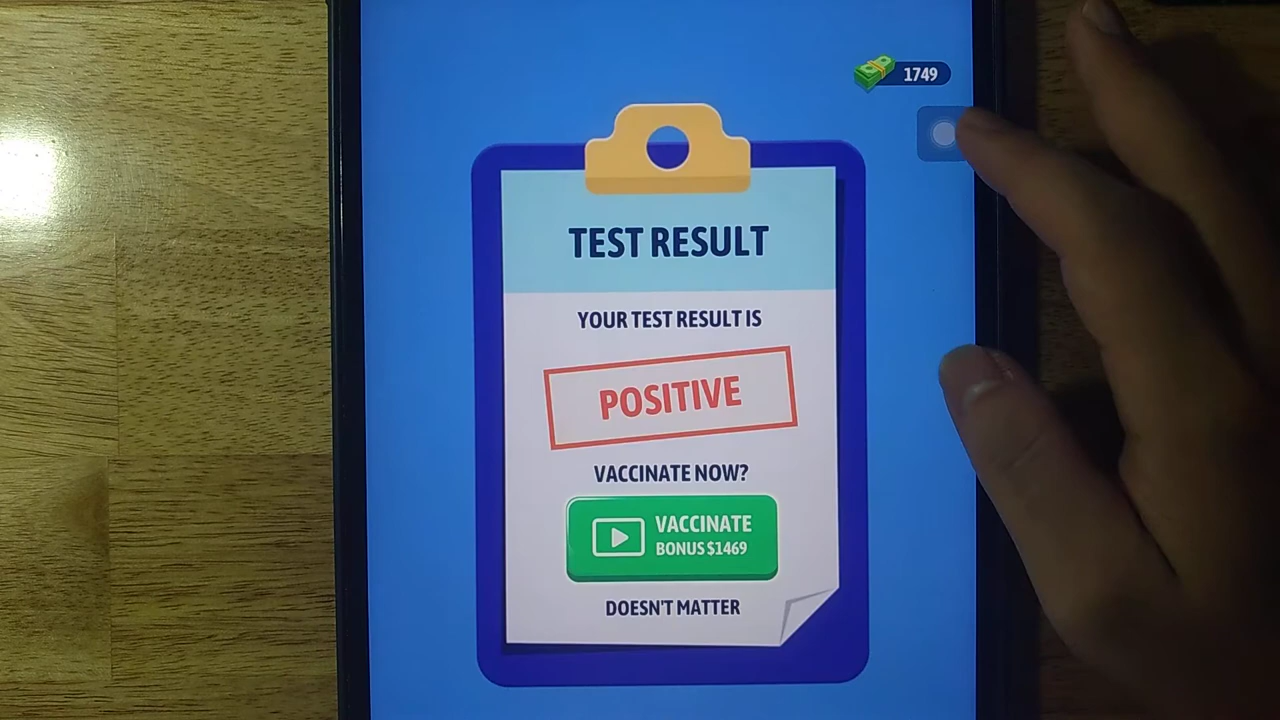 1749
TEST RESULT
YOUR TEST RESULT IS
POSITIVE
VACCINATE NOW?
VACCINATE
BONUS $1469
DOESN'T MATTER